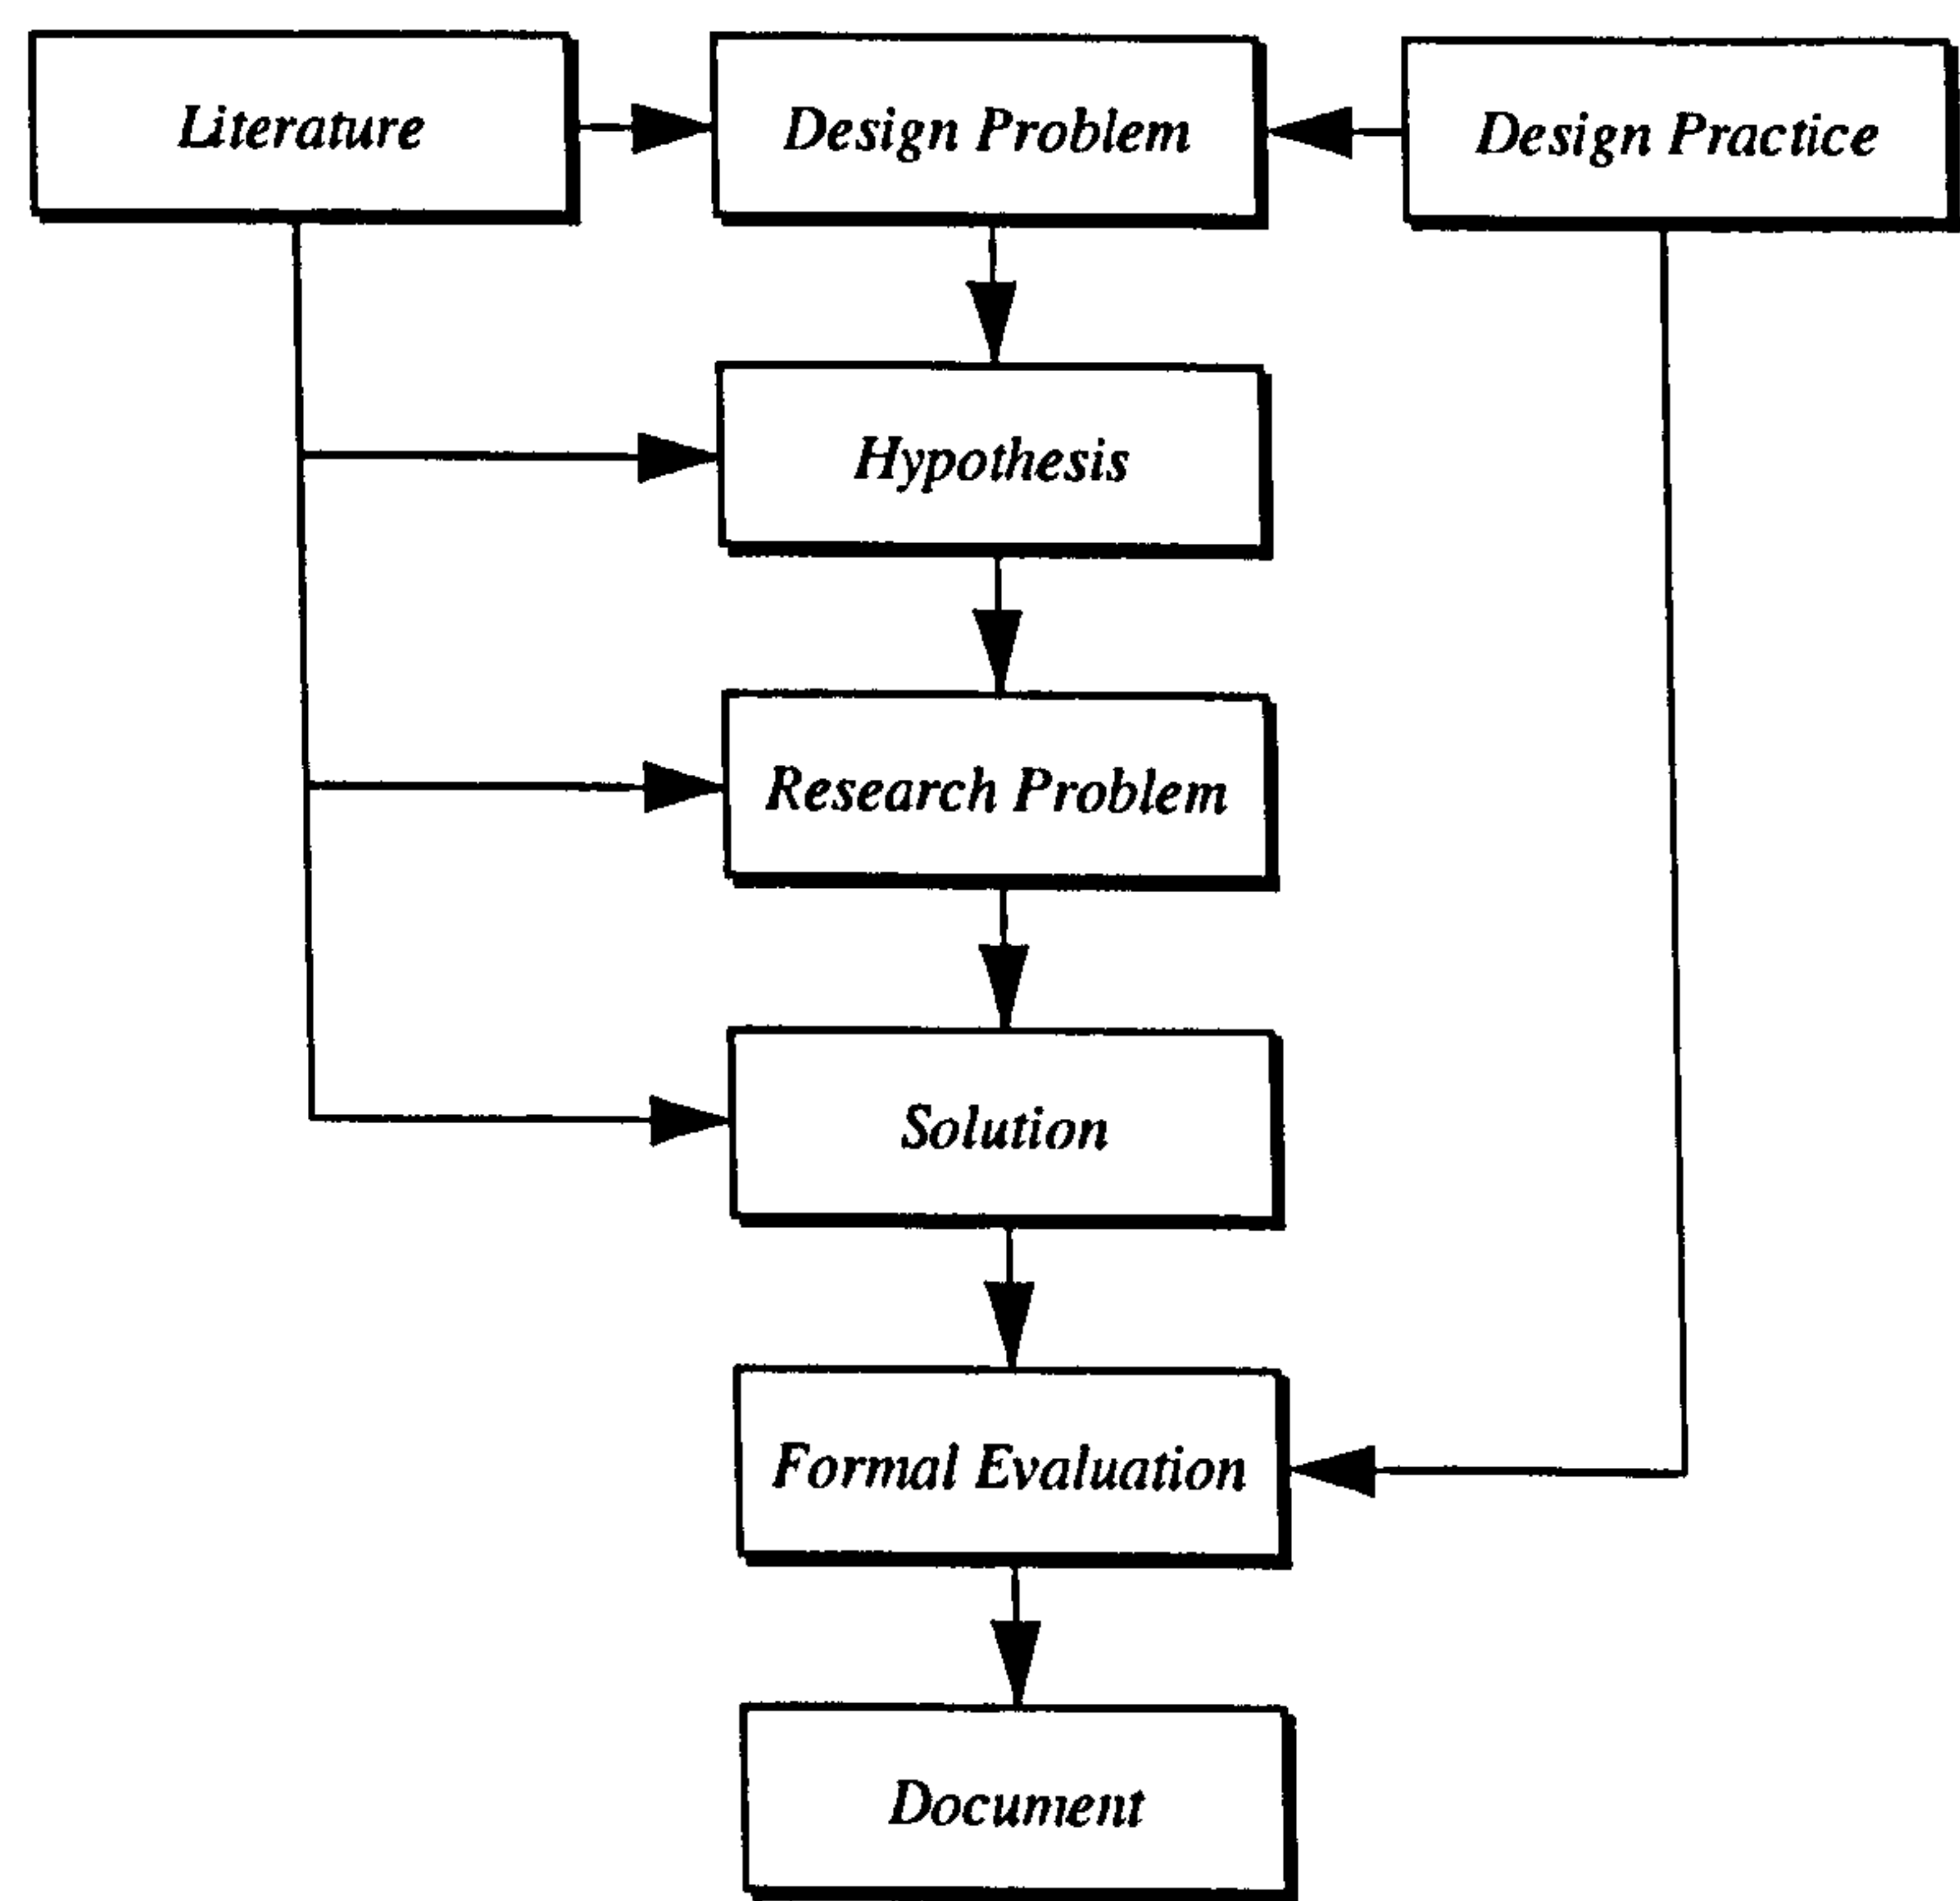 Literature
Design Problem
Design Practice
Hypothesis
Research Problem
Solution
Formal Evaluation
Document